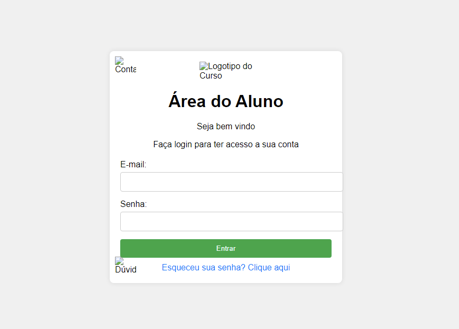 Conta
Logotipo do
Curso
Área do Aluno
Seja bem vindo
Faça login para ter acesso a sua conta
E-mail:
Senha:
Entrar
Dúvid
Esqueceu sua senha? Clique aqui